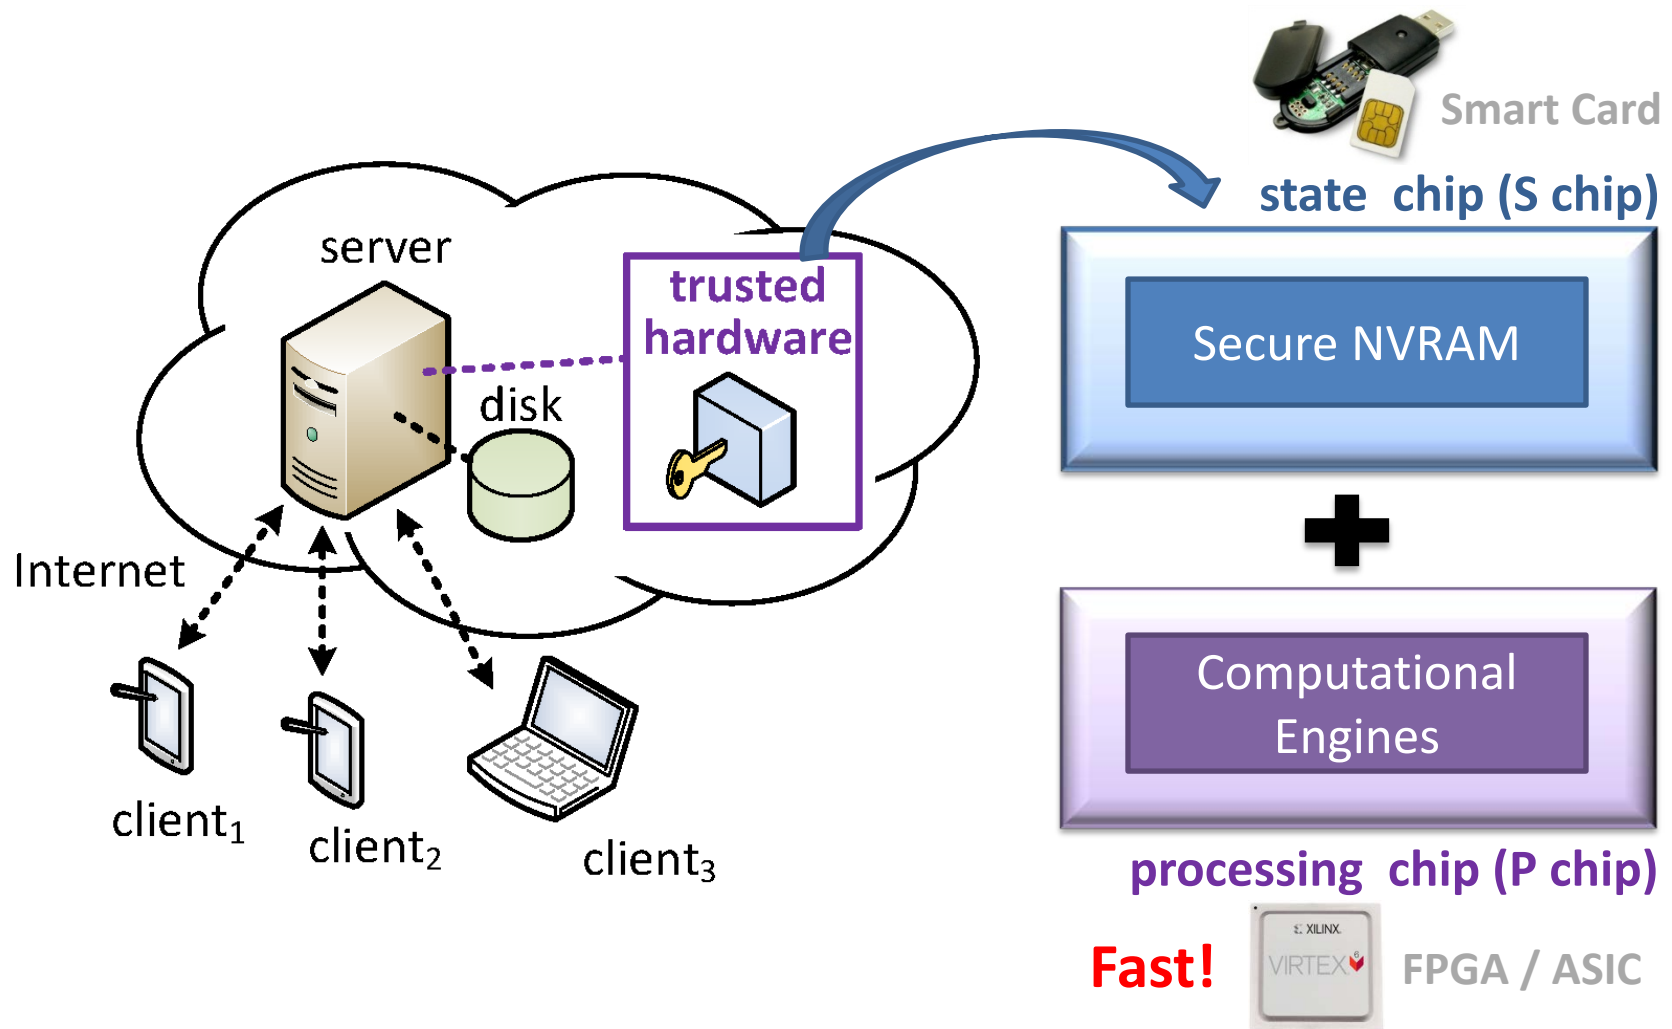 Smart Card
state chip (S chip)
server
trusted
hardware
Secure NVRAM
disk
Internet
Computational
Engines
client1
client2
client3
processing chip (P chip)
Fast!
XILINX
VIRTEX 6
FPGA / ASIC